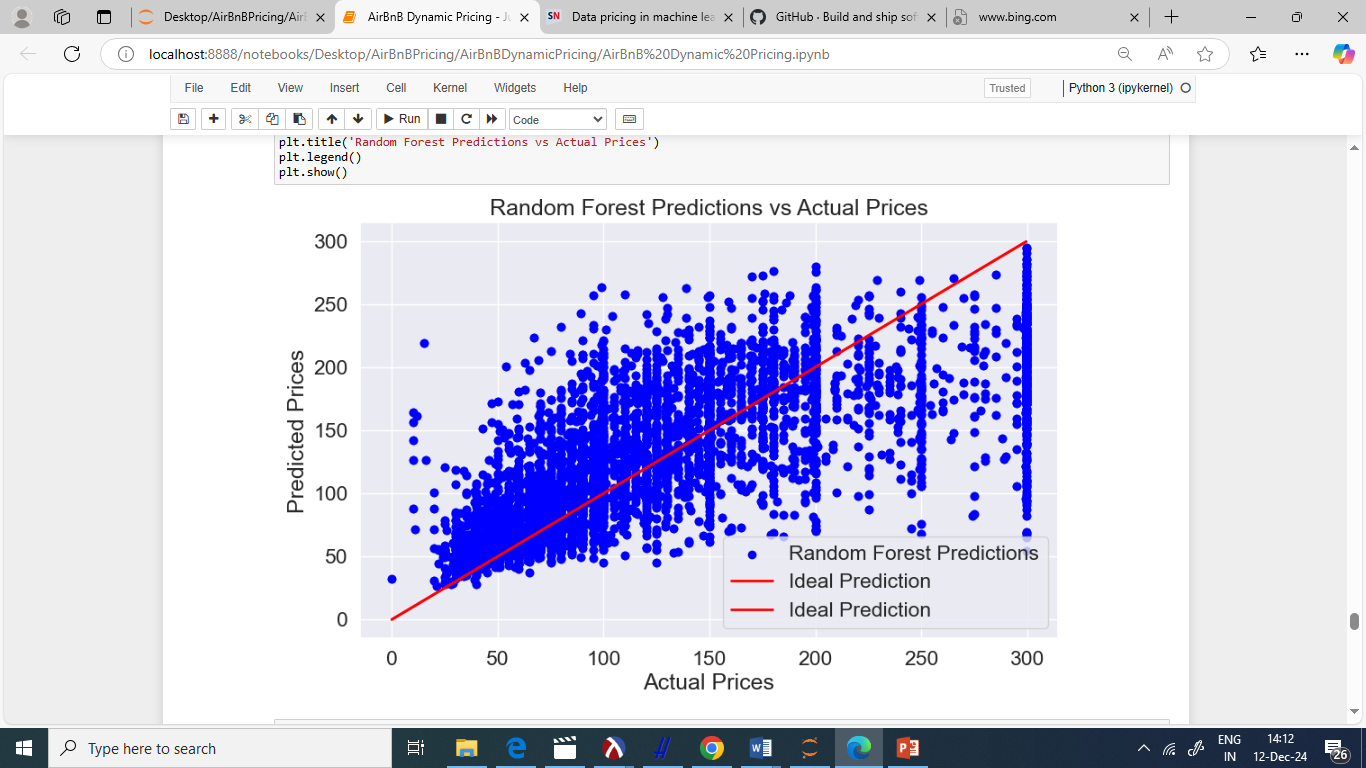 Desktop/AirBnBPricing/Air
AirBnB Dynamic Pricing - Ju
SN Data pricing in machine lea
GitHub · Build and ship sof
www.bing.com
localhost:8888/notebooks/Desktop/AirBnBPricing/AirBnBDynamicPricing/AirBnB%20Dynamic%20Pricing.ipynb
File Edit View Insert Cell Kernel Widgets Help Trusted Python 3 (ipykernel)
Run Code
plt.title('Random Forest Predictions vs Actual Prices')
plt.legend()
plt.show()
Random Forest Predictions vs Actual Prices
300
250
200
150
100
50
0
Predicted Prices
Random Forest Predictions
Ideal Prediction
Ideal Prediction
0 50 100 150 200 250 300
Actual Prices
Type here to search
ENG
IN
14:12
12-Dec-24
26